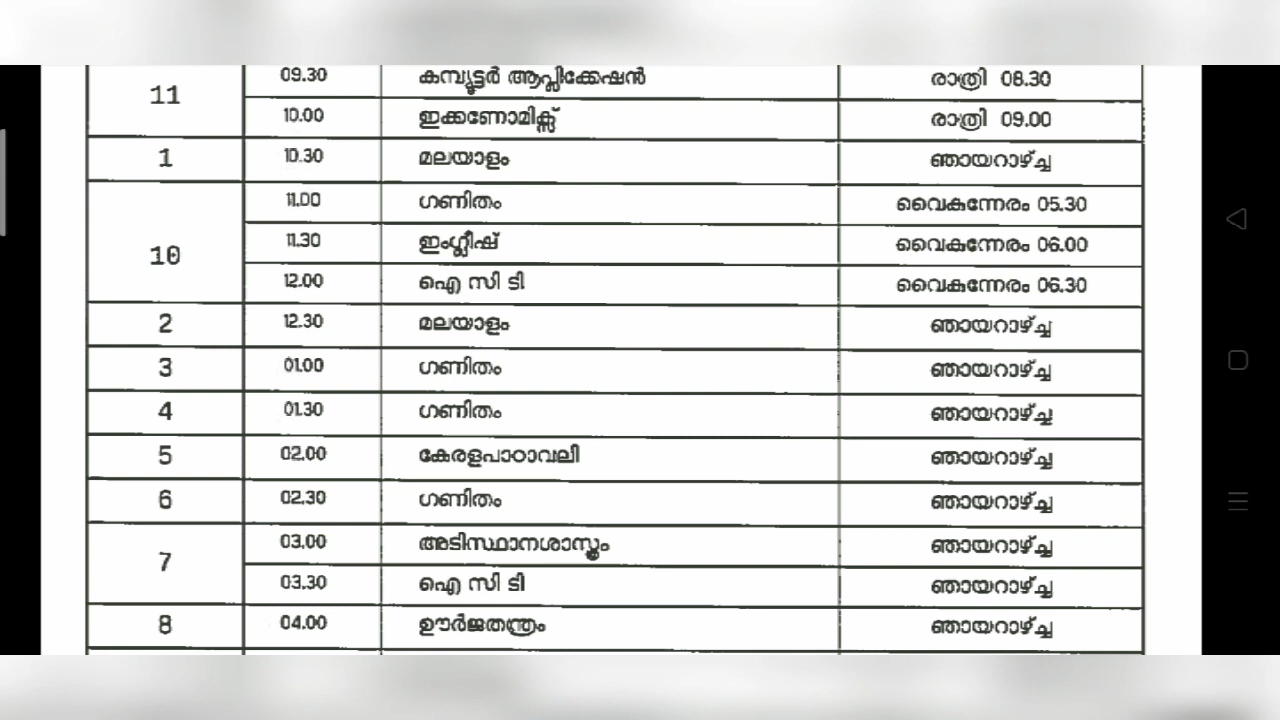 11 09.30 കമ്പ്യൂട്ടർ ആപ്ലിക്കേഷൻ രാത്രി 08.30
10.00 ഇക്കണോമിക്സ് രാത്രി 09.00
1 10.30 മലയാളം ഞായറാഴ്ച്ച
10 11.00 ഗണിതം വൈകുന്നേരം 05.30
11.30 ഇംഗ്ലീഷ് വൈകുന്നേരം 06.00
12.00 ഐ സി ടി വൈകുന്നേരം 06.30
2 12.30 മലയാളം ഞായറാഴ്ച്ച
3 01.00 ഗണിതം ഞായറാഴ്ച്ച
4 01.30 ഗണിതം ഞായറാഴ്ച്ച
5 02.00 കേരളപാഠാവലി ഞായറാഴ്ച്ച
6 02.30 ഗണിതം ഞായറാഴ്ച്ച
7 03.00 അടിസ്ഥാനശാസ്ത്രം ഞായറാഴ്ച്ച
03.30 ഐ സി ടി ഞായറാഴ്ച്ച
8 04.00 ഊർജതന്ത്രം ഞായറാഴ്ച്ച